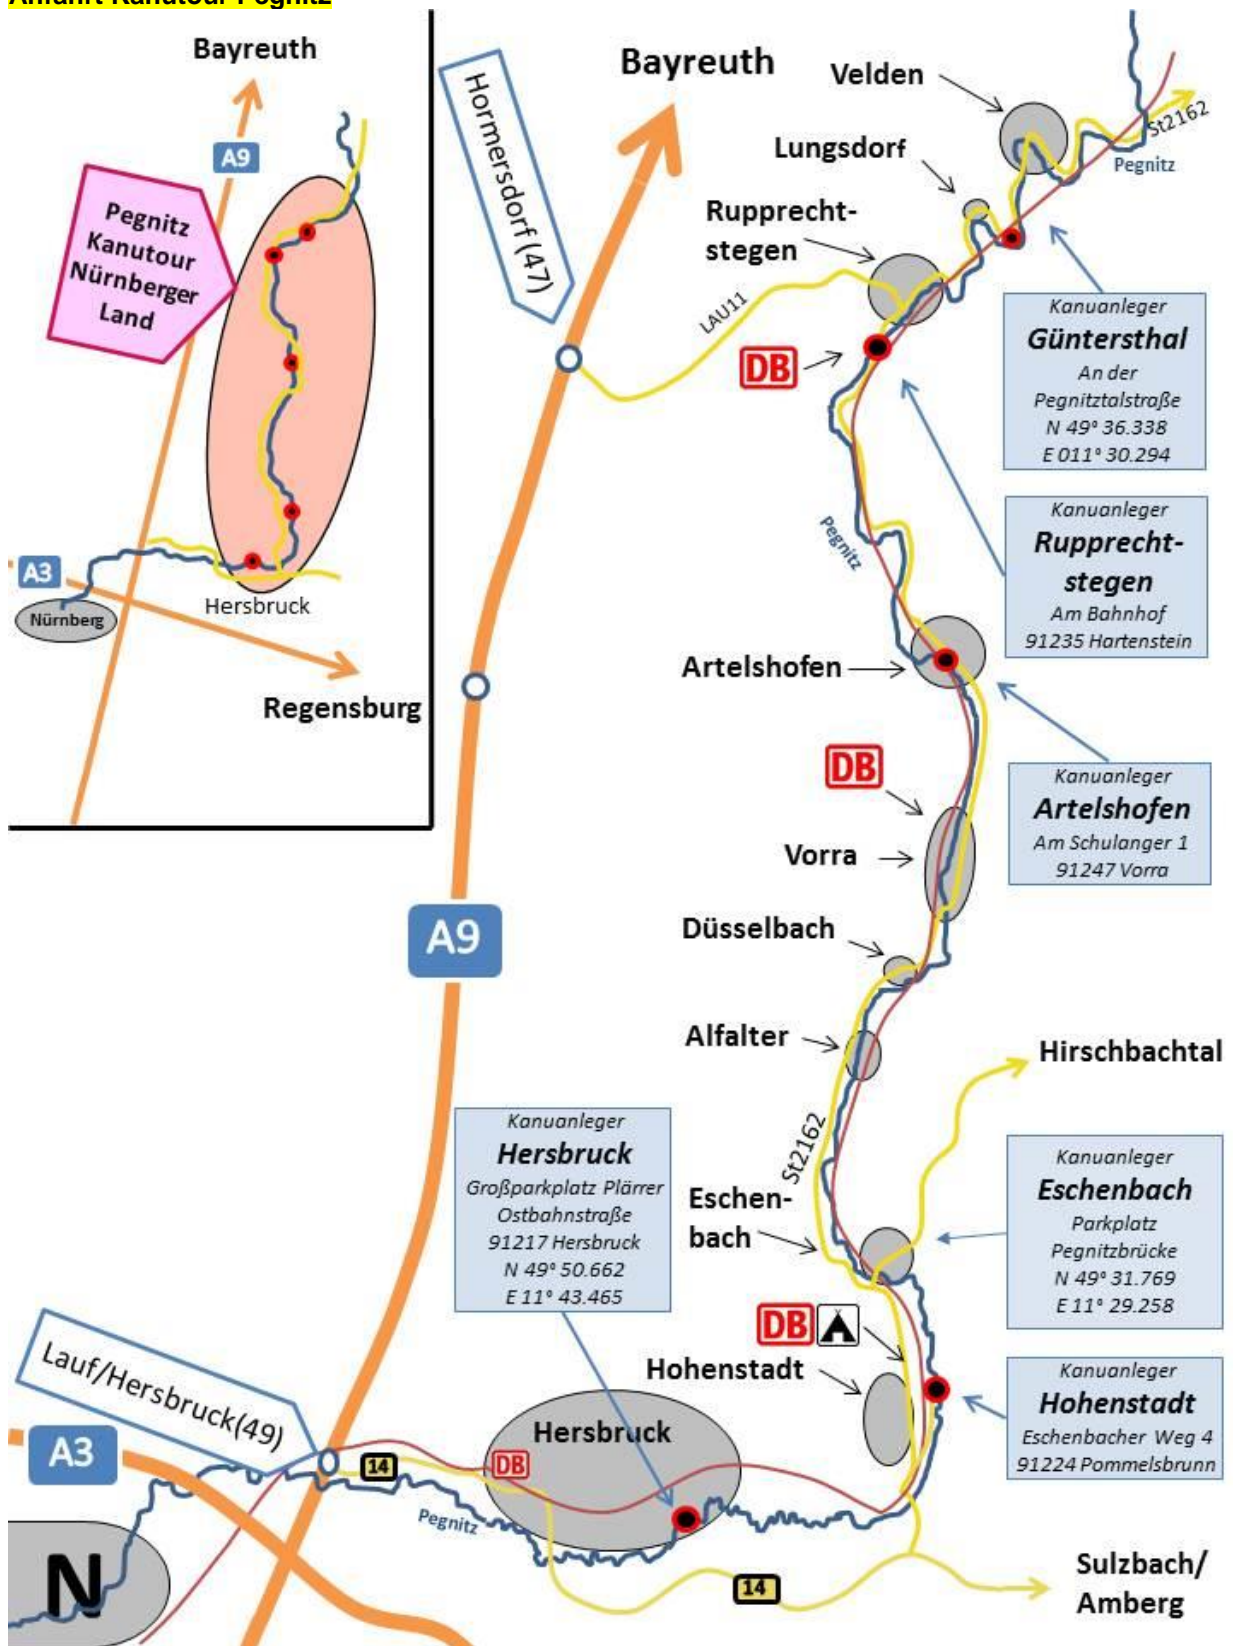 Anfahrt Kanutour Pegnitz
Bayreuth
A9
Pegnitz
Kanutour
Nürnberger
Land
A3
Nürnberg
Hersbruck
Regensburg
Hormersdorf(47)
Bayreuth
Velden
Lungsdorf
Rupprecht-
stegen
St2162
Pegnitz
LAU11
DB
Kanuanleger
Güntersthal
An der
Pegnitztalstraße
N 49° 36.338
E 011° 30.294
Pegnitz
Kanuanleger
Rupprecht-
stegen
Am Bahnhof
91235 Hartenstein
Artelshofen
DB
Kanuanleger
Artelshofen
Am Schulanger 1
91247 Vorra
Vorra
A9
Düsselbach
Alfalter
Hirschbachtal
St2162
Kanuanleger
Hersbruck
Großparkplatz Plärrer
Ostbahnstraße
91217 Hersbruck
N 49° 50.662
E 11° 43.465
Eschen-
bach
Kanuanleger
Eschenbach
Parkplatz
Pegnitzbrücke
N 49° 31.769
E 11° 29.258
DB
Hohenstadt
Kanuanleger
Hohenstadt
Eschenbacher Weg 4
91224 Pommelsbrunn
Lauf/Hersbruck(49)
A3
14
DB
Hersbruck
Pegnitz
N
14
Sulzbach/
Amberg